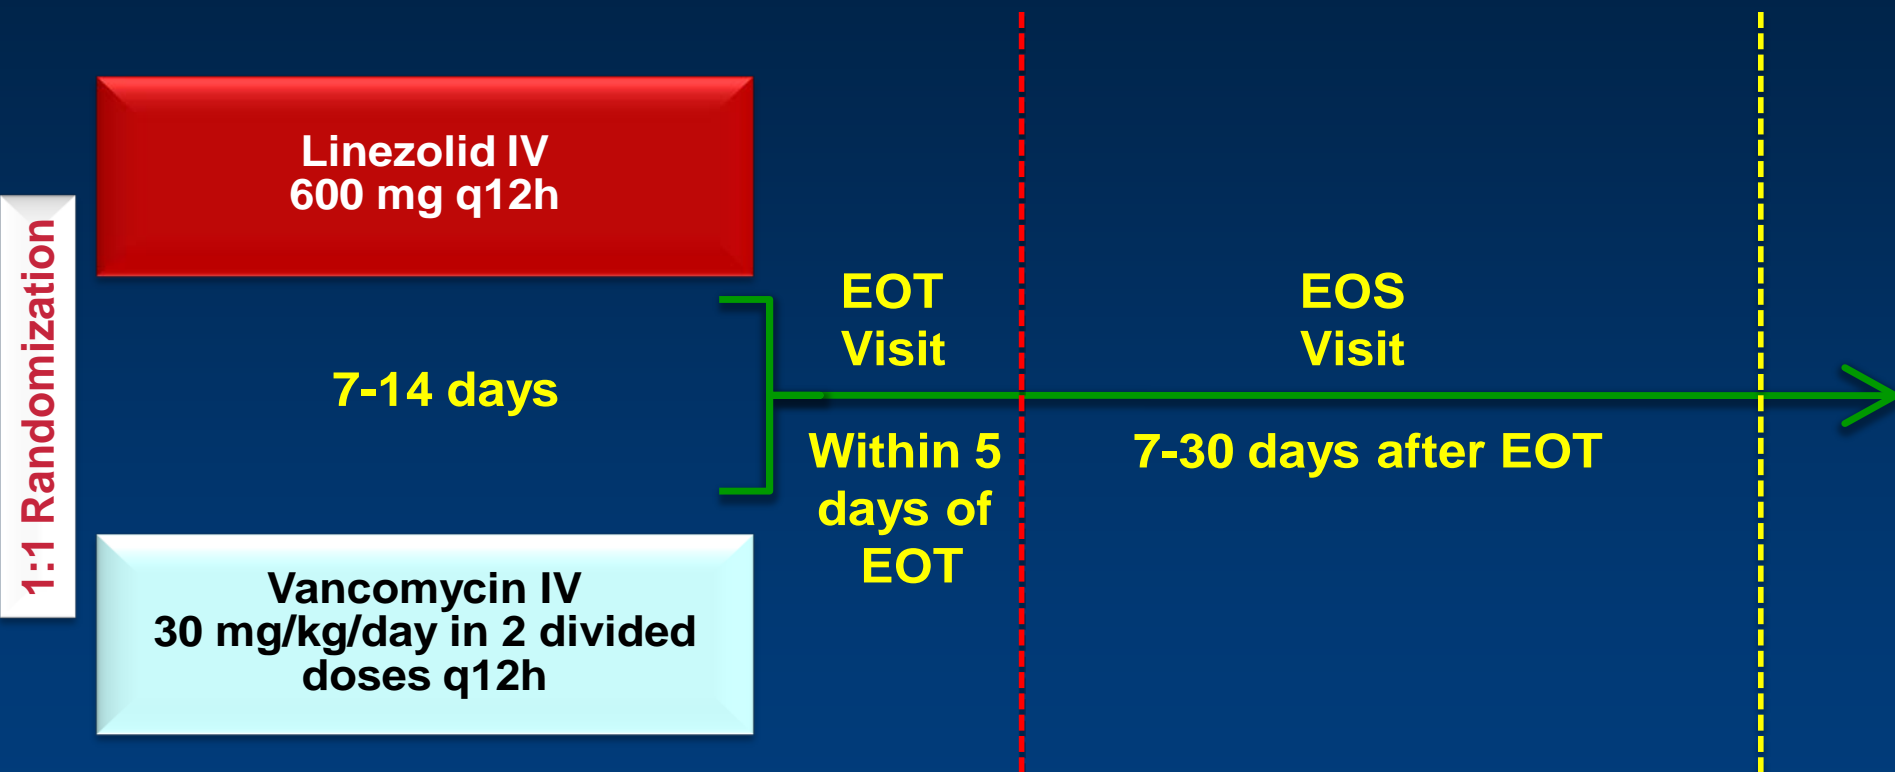 1:1 Randomization
Linezolid IV
600 mg q12h
7-14 days
Vancomycin IV
30 mg/kg/day in 2 divided
doses q12h
EOT
Visit
Within 5
days of
EOT
EOS
Visit
7-30 days after EOT